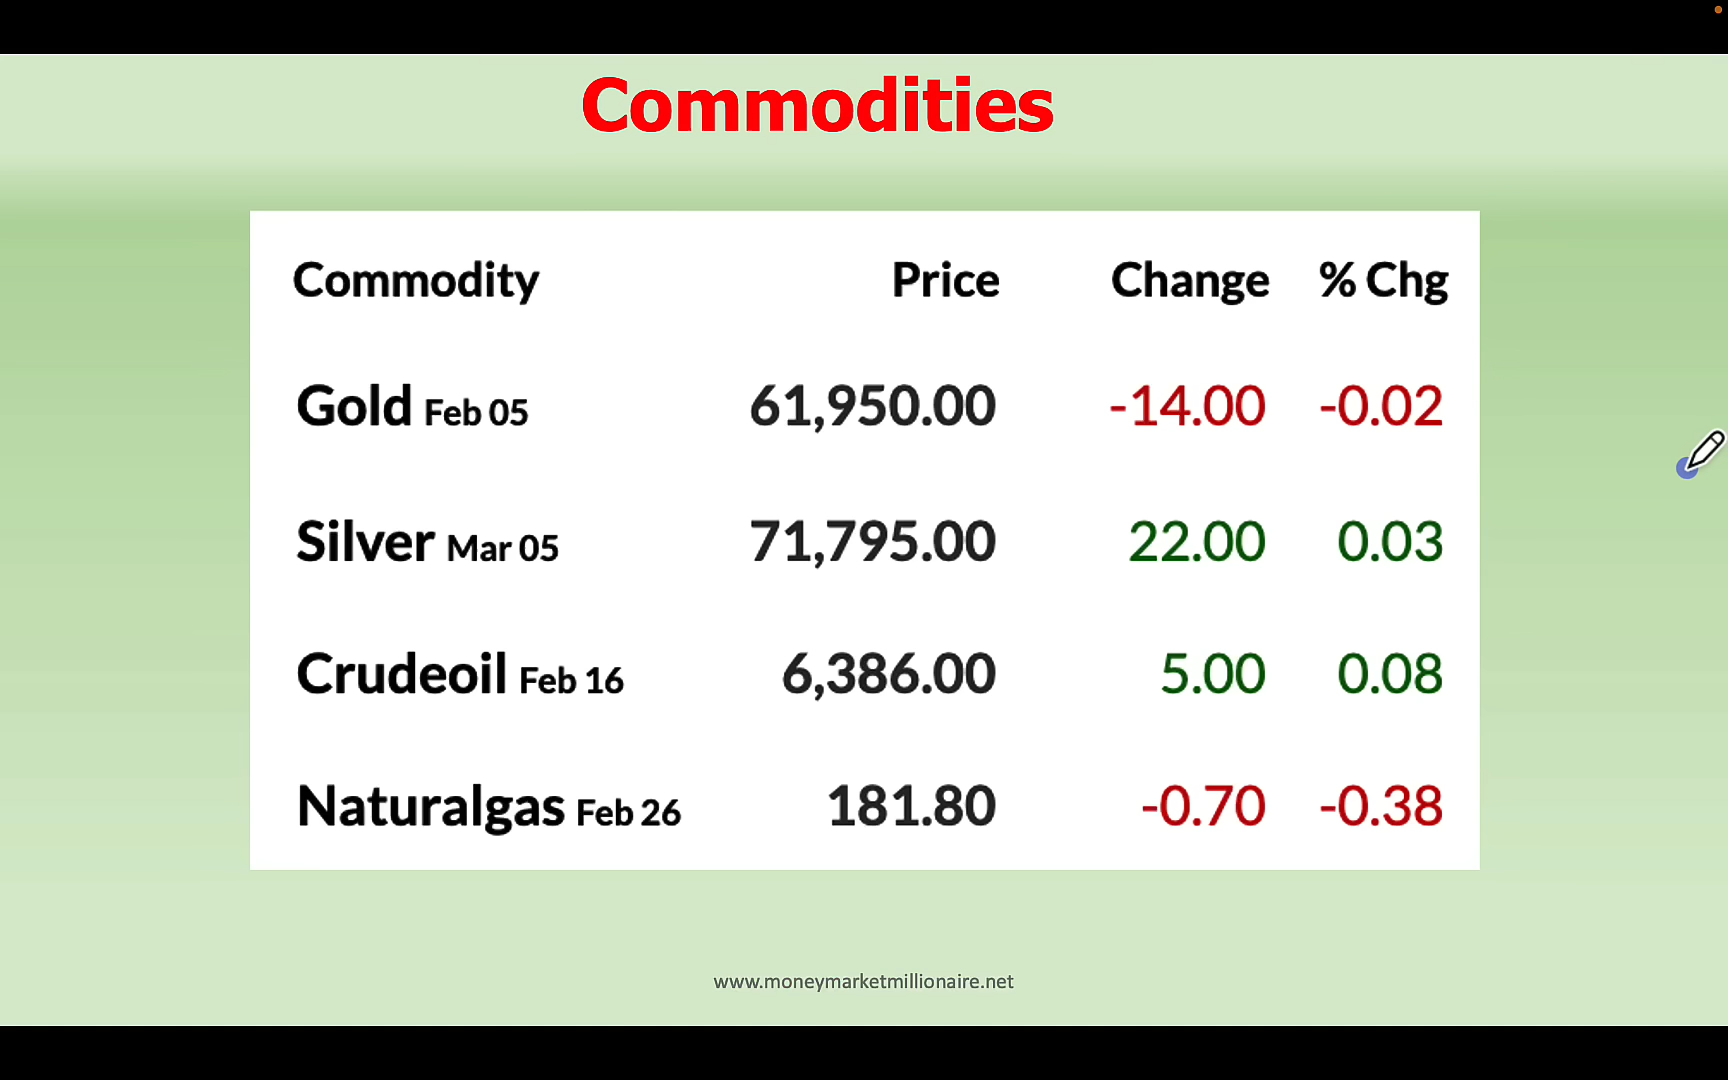 Commodities
Commodity Price Change % Chg
Gold Feb 05 61,950.00 -14.00 -0.02
Silver Mar 05 71,795.00 22.00 0.03
Crudeoil Feb 16 6,386.00 5.00 0.08
Naturalgas Feb 26 181.80 -0.70 -0.38
www.moneymarketmillionaire.net